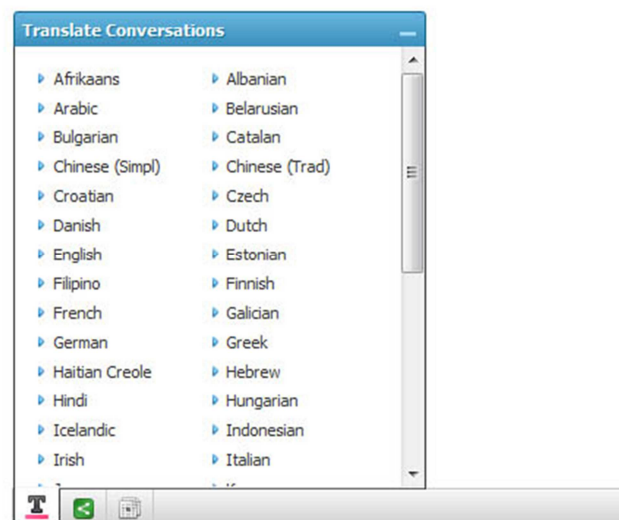 Translate Conversations
Afrikaans Albanian
Arabic Belarusian
Bulgarian Catalan
Chinese (Simpl) Chinese (Trad)
Croatian Czech
Danish Dutch
English Estonian
Filipino Finnish
French Galician
German Greek
Haitian Creole Hebrew
Hindi Hungarian
Icelandic Indonesian
Irish Italian
T